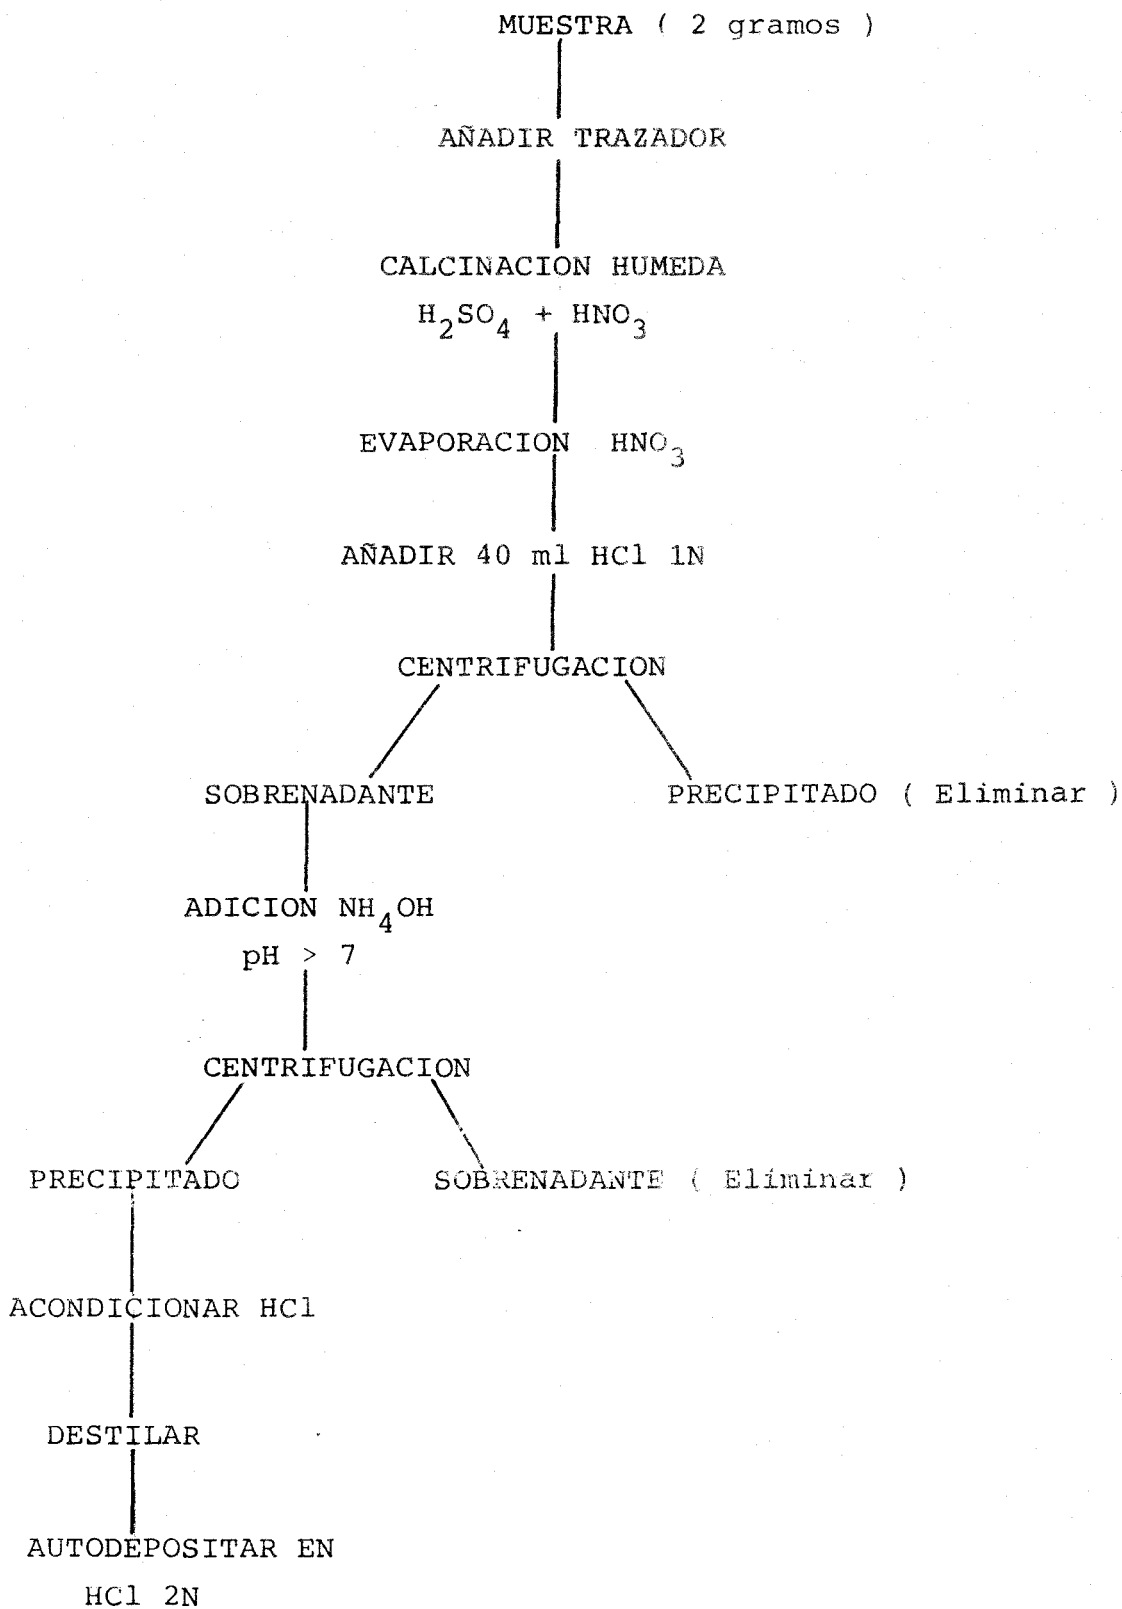 MUESTRA ( 2 gramos )
AÑADIR TRAZADOR
CALCINACION HUMEDA
H2SO4 + HNO3
EVAPORACION HNO3
AÑADIR 40 ml HCl 1N
CENTRIFUGACION
SOBRENADANTE
PRECIPITADO ( Eliminar )
ADICION NH4OH
pH > 7
CENTRIFUGACION
PRECIPITADO
SOBRENADANTE ( Eliminar )
ACONDICIONAR HCl
DESTILAR
AUTODEPOSITAR EN
HCl 2N